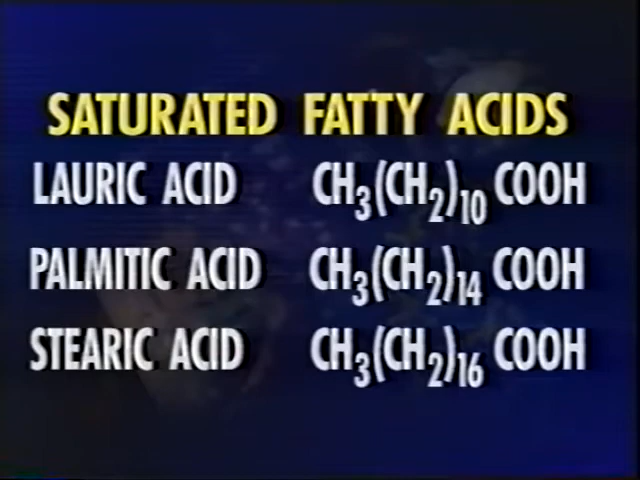 SATURATED FATTY ACIDS
LAURIC ACID CH₃(CH₂)₁₀ COOH
PALMITIC ACID CH₃(CH₂)₁₄ COOH
STEARIC ACID CH₃(CH₂)₁₆ COOH